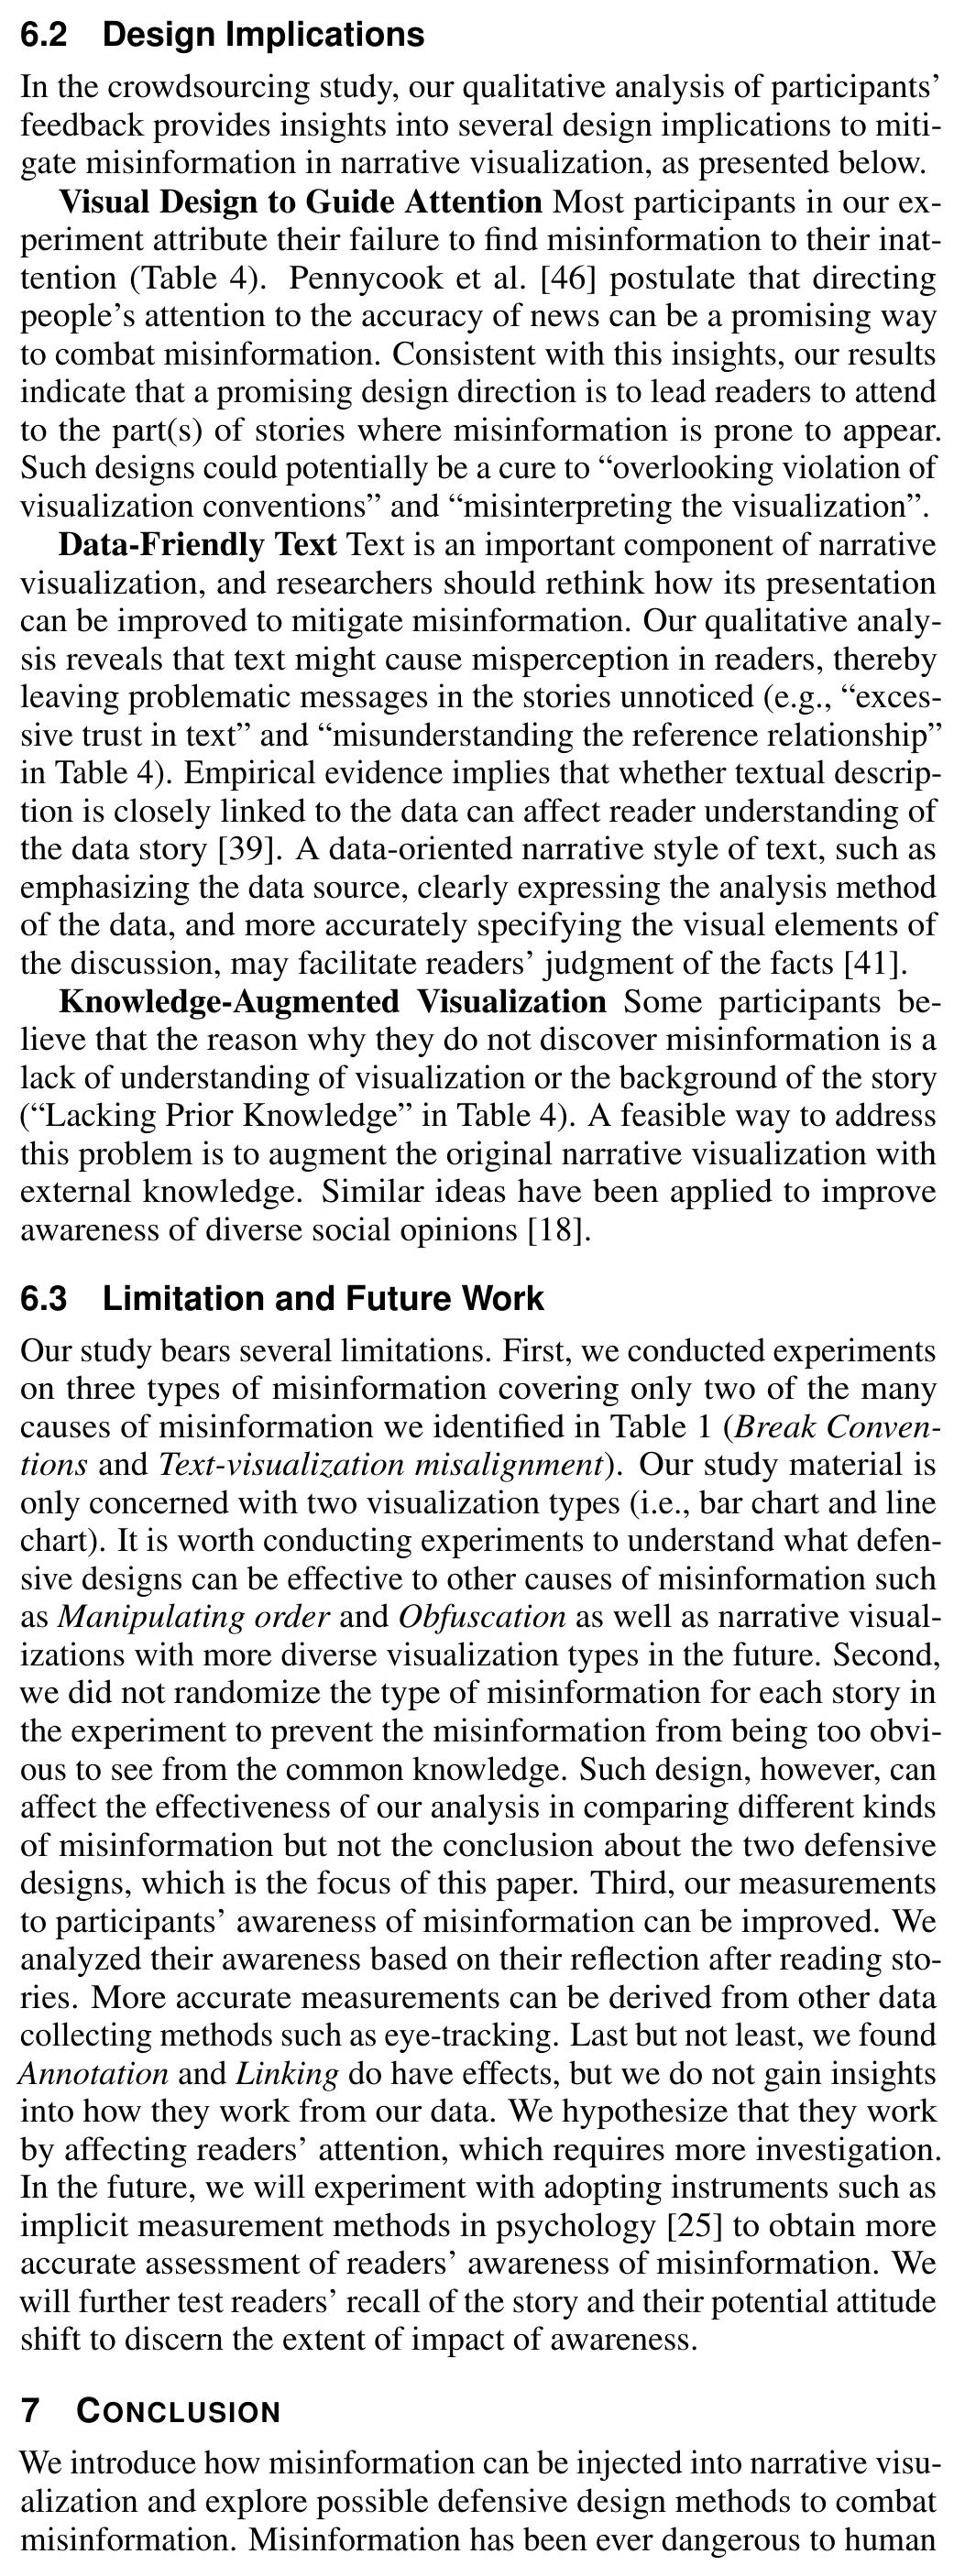 6.2 Design Implications
In the crowdsourcing study, our qualitative analysis of participants’
feedback provides insights into several design implications to miti-
gate misinformation in narrative visualization, as presented below.
Visual Design to Guide Attention Most participants in our ex-
periment attribute their failure to find misinformation to their inat-
tention (Table 4). Pennycook et al. [46] postulate that directing
people’s attention to the accuracy of news can be a promising way
to combat misinformation. Consistent with this insights, our results
indicate that a promising design direction is to lead readers to attend
to the part(s) of stories where misinformation is prone to appear.
Such designs could potentially be a cure to “overlooking violation of
visualization conventions” and “misinterpreting the visualization”.
Data-Friendly Text Text is an important component of narrative
visualization, and researchers should rethink how its presentation
can be improved to mitigate misinformation. Our qualitative analy-
sis reveals that text might cause misperception in readers, thereby
leaving problematic messages in the stories unnoticed (e.g., “exces-
sive trust in text” and “misunderstanding the reference relationship”
in Table 4). Empirical evidence implies that whether textual descrip-
tion is closely linked to the data can affect reader understanding of
the data story [39]. A data-oriented narrative style of text, such as
emphasizing the data source, clearly expressing the analysis method
of the data, and more accurately specifying the visual elements of
the discussion, may facilitate readers’ judgment of the facts [41].
Knowledge-Augmented Visualization Some participants be-
lieve that the reason why they do not discover misinformation is a
lack of understanding of visualization or the background of the story
(“Lacking Prior Knowledge” in Table 4). A feasible way to address
this problem is to augment the original narrative visualization with
external knowledge. Similar ideas have been applied to improve
awareness of diverse social opinions [18].
6.3 Limitation and Future Work
Our study bears several limitations. First, we conducted experiments
on three types of misinformation covering only two of the many
causes of misinformation we identified in Table 1 (Break Conven-
tions and Text-visualization misalignment). Our study material is
only concerned with two visualization types (i.e., bar chart and line
chart). It is worth conducting experiments to understand what defen-
sive designs can be effective to other causes of misinformation such
as Manipulating order and Obfuscation as well as narrative visual-
izations with more diverse visualization types in the future. Second,
we did not randomize the type of misinformation for each story in
the experiment to prevent the misinformation from being too obvi-
ous to see from the common knowledge. Such design, however, can
affect the effectiveness of our analysis in comparing different kinds
of misinformation but not the conclusion about the two defensive
designs, which is the focus of this paper. Third, our measurements
to participants’ awareness of misinformation can be improved. We
analyzed their awareness based on their reflection after reading sto-
ries. More accurate measurements can be derived from other data
collecting methods such as eye-tracking. Last but not least, we found
Annotation and Linking do have effects, but we do not gain insights
into how they work from our data. We hypothesize that they work
by affecting readers’ attention, which requires more investigation.
In the future, we will experiment with adopting instruments such as
implicit measurement methods in psychology [25] to obtain more
accurate assessment of readers’ awareness of misinformation. We
will further test readers’ recall of the story and their potential attitude
shift to discern the extent of impact of awareness.
7 CONCLUSION
We introduce how misinformation can be injected into narrative visu-
alization and explore possible defensive design methods to combat
misinformation. Misinformation has been ever dangerous to human